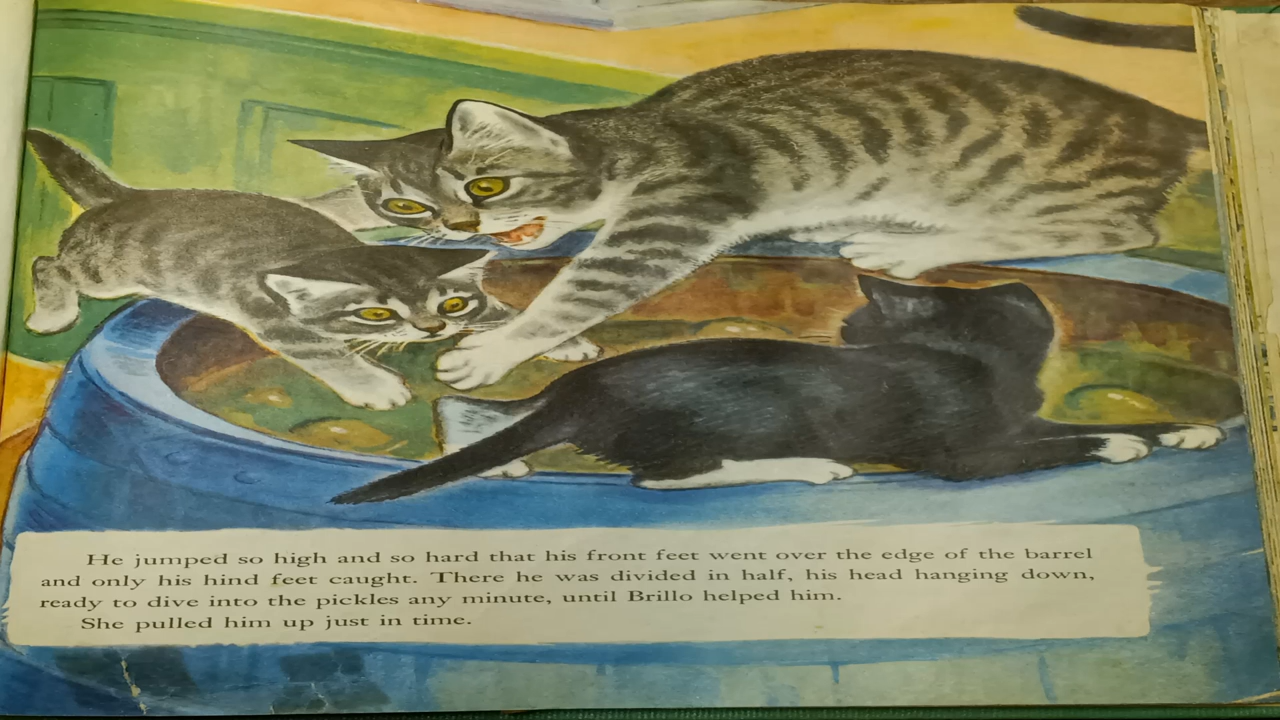 He jumped so high and so hard that his front feet went over the edge of the barrel
and only his hind feet caught. There he was divided in half, his head hanging down,
ready to dive into the pickles any minute, until Brillo helped him.
She pulled him up just in time.